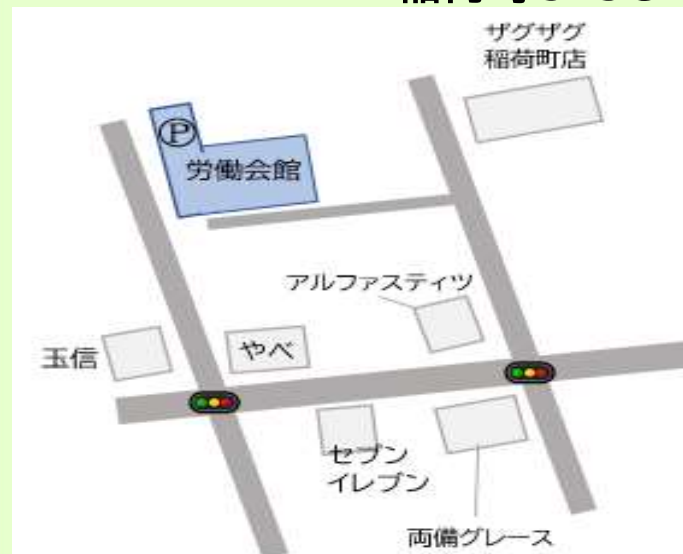 ザグザグ
稲荷町店
Ⓟ
労働会館
アルファスティツ
玉信
やべ
セブン
イレブン
両備グレース